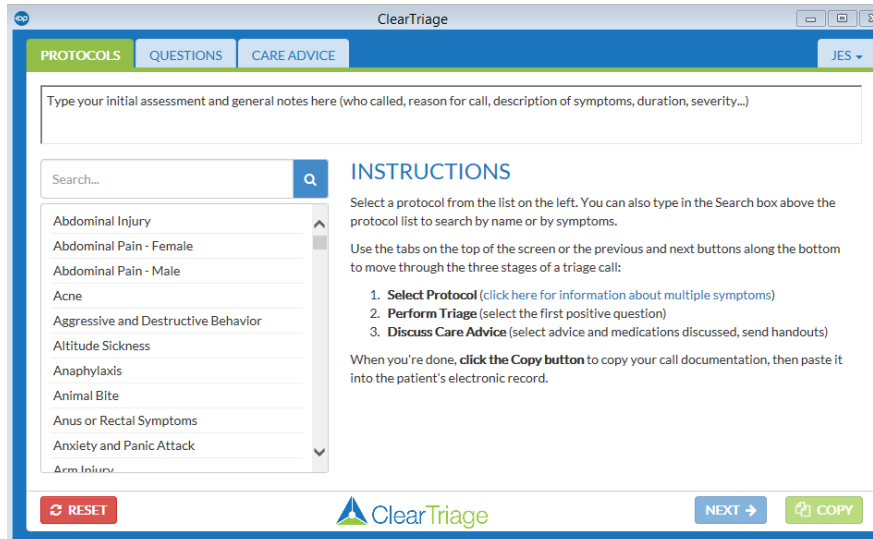 ClearTriage
PROTOCOLS
QUESTIONS
CARE ADVICE
JES
Type your initial assessment and general notes here (who called, reason for call, description of symptoms, duration, severity...)
Search...
Abdominal Injury
Abdominal Pain - Female
Abdominal Pain - Male
Acne
Aggressive and Destructive Behavior
Altitude Sickness
Anaphylaxis
Animal Bite
Anus or Rectal Symptoms
Anxiety and Panic Attack
Arm Injury
INSTRUCTIONS
Select a protocol from the list on the left. You can also type in the Search box above the
protocol list to search by name or by symptoms.
Use the tabs on the top of the screen or the previous and next buttons along the bottom
to move through the three stages of a triage call:
1. Select Protocol (click here for information about multiple symptoms)
2. Perform Triage (select the first positive question)
3. Discuss Care Advice (select advice and medications discussed, send handouts)
When you're done, click the Copy button to copy your call documentation, then paste it
into the patient's electronic record.
RESET
ClearTriage
NEXT
COPY